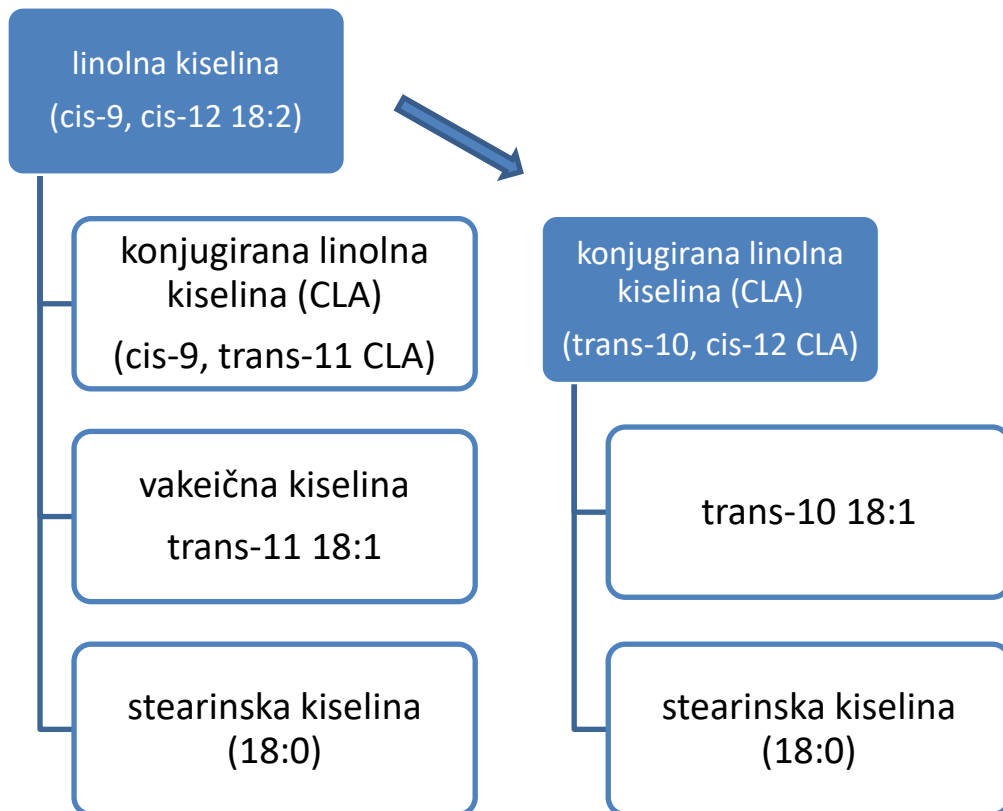 linolna kiselina
(cis-9, cis-12 18:2)
konjugirana linolna
kiselina (CLA)
(cis-9, trans-11 CLA)
vakeična kiselina
trans-11 18:1
stearinska kiselina
(18:0)
konjugirana linolna
kiselina (CLA)
(trans-10, cis-12 CLA)
trans-10 18:1
stearinska kiselina
(18:0)